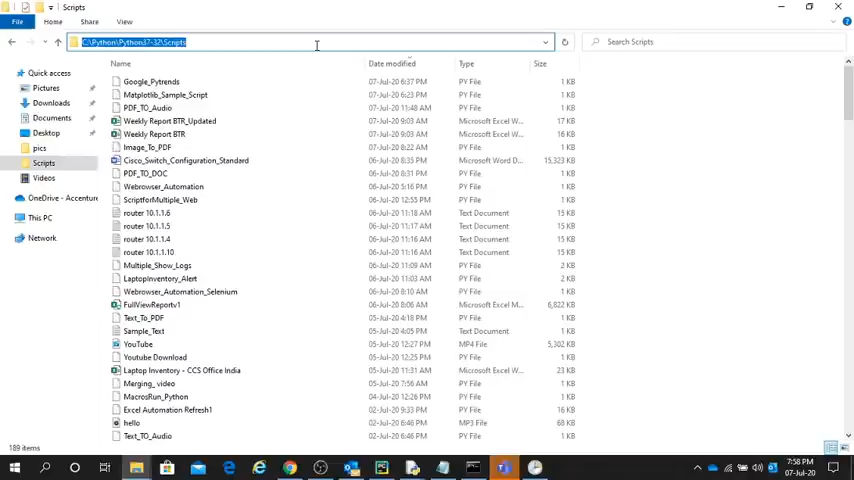 Scripts
File Home Share View
C:\Python\Python37-32\Scripts
Search Scripts
Name Date modified Type Size
Quick access
Pictures
Downloads
Documents
Desktop
pics
Scripts
Videos
OneDrive - Accenture
This PC
Network
Google_Pytrends 07-Jul-20 6:37 PM PY File 1 KB
Matplotlib_Sample_Script 07-Jul-20 6:23 PM PY File 1 KB
PDF_TO_Audio 07-Jul-20 11:48 AM PY File 1 KB
Weekly Report BTR_Updated 07-Jul-20 9:03 AM Microsoft Excel W... 17 KB
Weekly Report BTR 07-Jul-20 9:03 AM Microsoft Excel W... 16 KB
Image_To_PDF 07-Jul-20 8:22 AM PY File 1 KB
Cisco_Switch_Configuration_Standard 06-Jul-20 8:35 PM Microsoft Word D... 15,323 KB
PDF_TO_DOC 06-Jul-20 8:31 PM PY File 1 KB
Webrowser_Automation 06-Jul-20 5:16 PM PY File 1 KB
ScriptforMultiple_Web 06-Jul-20 12:55 PM PY File 1 KB
router 10.1.1.6 06-Jul-20 11:18 AM Text Document 15 KB
router 10.1.1.5 06-Jul-20 11:17 AM Text Document 15 KB
router 10.1.1.4 06-Jul-20 11:16 AM Text Document 15 KB
router 10.1.1.10 06-Jul-20 11:16 AM Text Document 15 KB
Multiple_Show_Logs 06-Jul-20 11:09 AM PY File 2 KB
LaptopInventory_Alert 06-Jul-20 11:03 AM PY File 2 KB
Webrowser_Automation_Selenium 06-Jul-20 8:10 AM PY File 1 KB
FullViewReportv1 06-Jul-20 8:06 AM Microsoft Excel M... 6,822 KB
Text_To_PDF 05-Jul-20 4:18 PM PY File 1 KB
Sample_Text 05-Jul-20 4:05 PM Text Document 1 KB
YouTube 05-Jul-20 12:27 PM MP4 File 5,302 KB
Youtube Download 05-Jul-20 12:25 PM PY File 1 KB
Laptop Inventory - CCS Office India 05-Jul-20 11:31 AM Microsoft Excel W... 23 KB
Merging_ video 05-Jul-20 7:56 AM PY File 1 KB
MacrosRun_Python 04-Jul-20 12:26 PM PY File 1 KB
Excel Automation Refresh1 02-Jul-20 9:33 PM PY File 16 KB
hello 02-Jul-20 6:46 PM MP3 File 68 KB
Text_TO_Audio 02-Jul-20 6:46 PM PY File 1 KB
189 items
7:58 PM
07-Jul-20